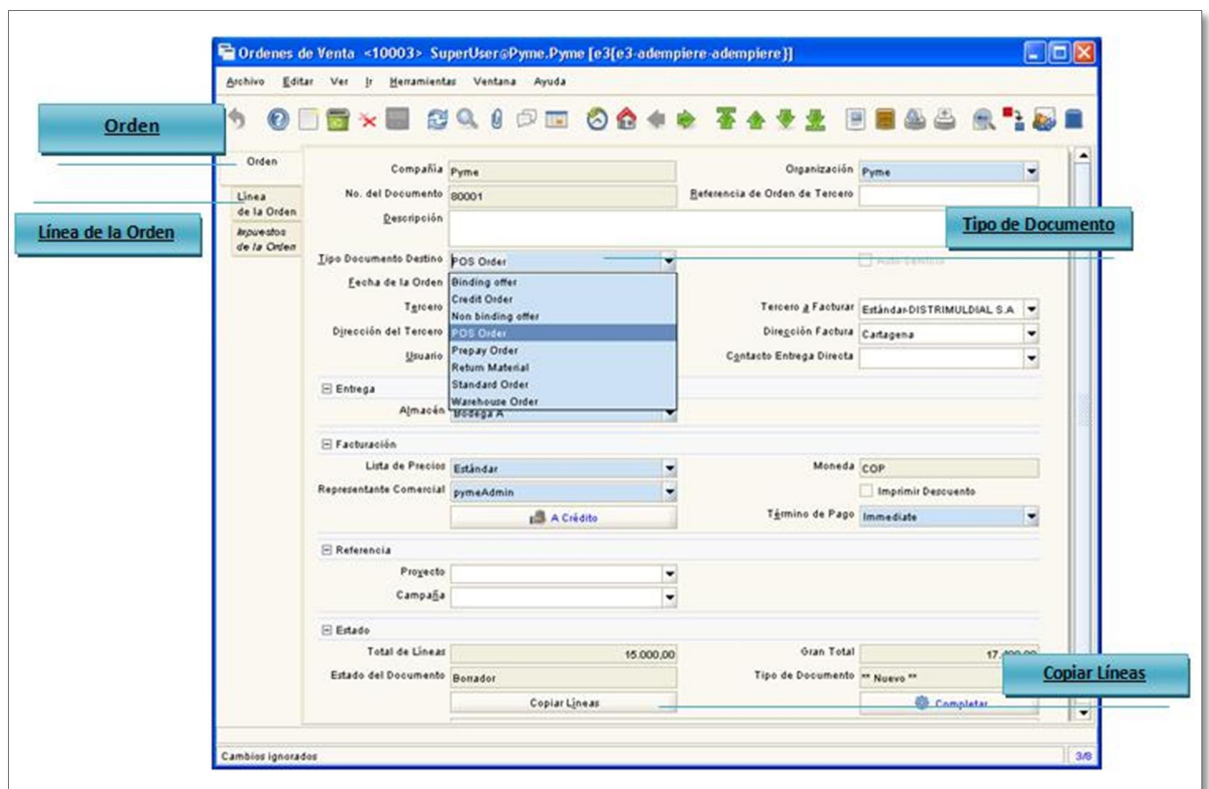 Ordenes de Venta <10003> SuperUser@Pyme.Pyme [e3{e3-adempiere-adempiere}]
Archivo Editar Ver Ir Herramientas Ventana Ayuda
Orden
Orden
Compañía Pyme Organización Pyme
Línea de la Orden
No. del Documento 80001 Referencia de Orden de Tercero
Línea de la Orden
Descripción
Tipo de Documento
Impuestos de la Orden
Tipo Documento Destino POS Order
Fecha de la Orden
Binding offer
Credit Order
Non binding offer
POS Order
Prepay Order
Return Material
Standard Order
Warehouse Order
Tercero Tercero a Facturar Estándar-DISTRIMULDIAL S.A
Dirección del Tercero Dirección Factura Cartagena
Usuario Contacto Entrega Directa
Entrega
Almacén Bodega A
Facturación
Lista de Precios Estándar Moneda COP
Representante Comercial pymeAdmin Imprimir Descuento
A Crédito Término de Pago Immediate
Referencia
Proyecto
Campaña
Estado
Total de Líneas 15.000,00 Gran Total
Estado del Documento Borrador Tipo de Documento ** Nuevo **
Copiar Líneas
Copiar Líneas Completar
Cambios ignorados 3/8